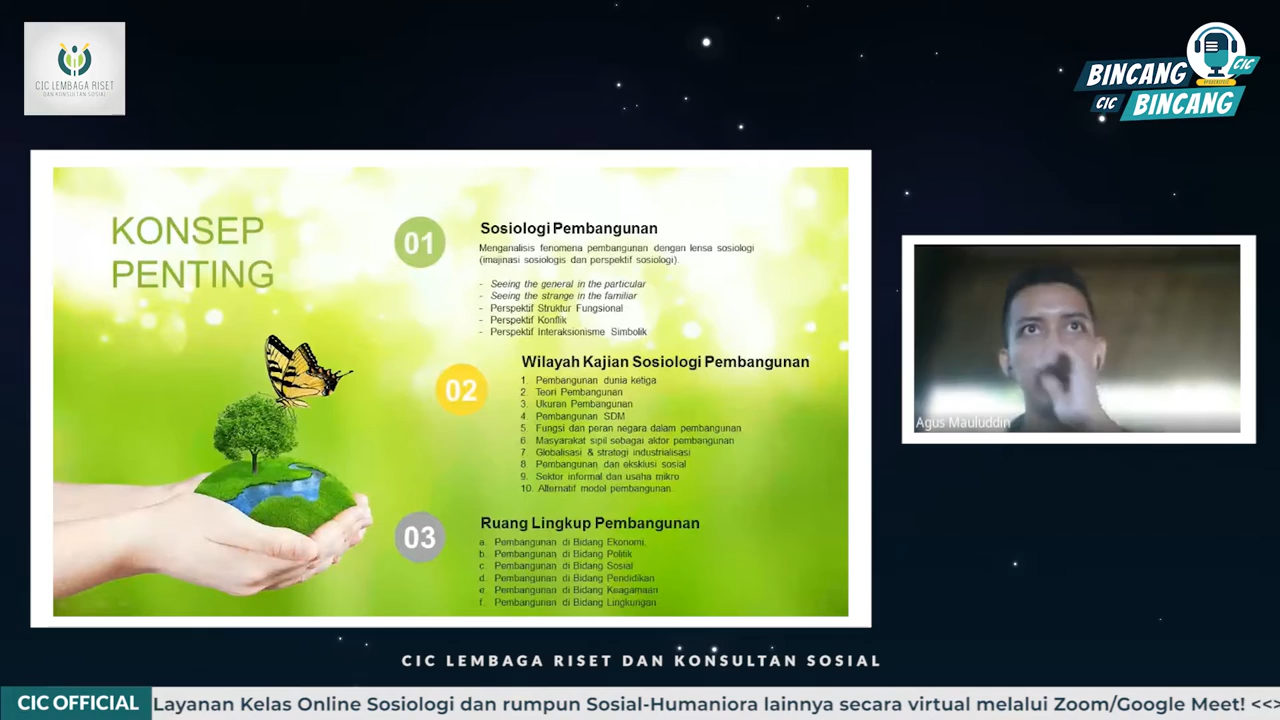 CIC LEMBAGA RISET
DAN KONSULTAN SOSIAL
BINCANG
CIC
CIC
BINCANG
KONSEP
PENTING
01
Sosiologi Pembangunan
Menganalisis fenomena pembangunan dengan lensa sosiologi
(imajinasi sosiologis dan perspektif sosiologi).
- Seeing the general in the particular
- Seeing the strange in the familiar
- Perspektif Struktur Fungsional
- Perspektif Konflik
- Perspektif Interaksionisme Simbolik
02
Wilayah Kajian Sosiologi Pembangunan
1. Pembangunan dunia ketiga
2. Teori Pembangunan
3. Ukuran Pembangunan
4. Pembangunan SDM
5. Fungsi dan peran negara dalam pembangunan
6. Masyarakat sipil sebagai aktor pembangunan
7. Globalisasi & strategi industrialisasi
8. Pembangunan dan eksklusi sosial
9. Sektor informal dan usaha mikro
10. Alternatif model pembangunan.
03
Ruang Lingkup Pembangunan
a. Pembangunan di Bidang Ekonomi,
b. Pembangunan di Bidang Politik
c. Pembangunan di Bidang Sosial
d. Pembangunan di Bidang Pendidikan
e. Pembangunan di Bidang Keagamaan
f. Pembangunan di Bidang Lingkungan
Agus Mauluddin
CIC LEMBAGA RISET DAN KONSULTAN SOSIAL
CIC OFFICIAL
Layanan Kelas Online Sosiologi dan rumpun Sosial-Humaniora lainnya secara virtual melalui Zoom/Google Meet! <<>